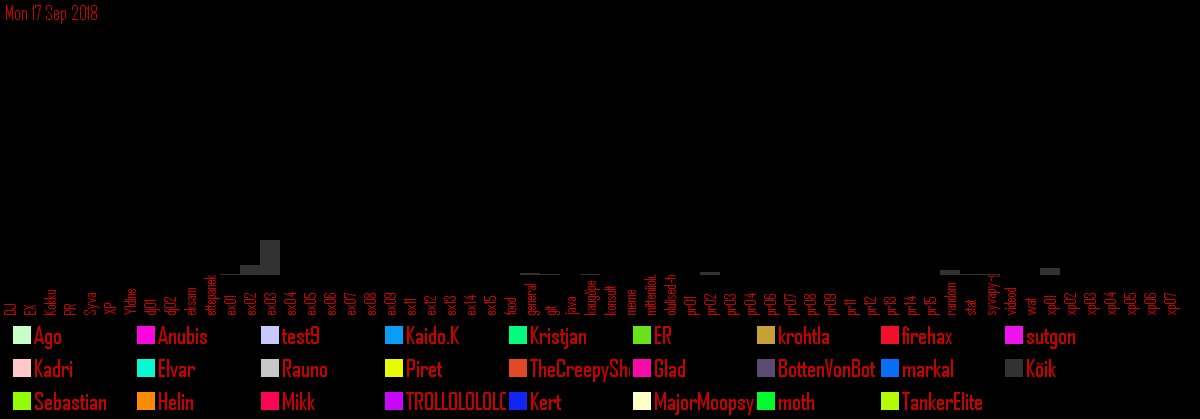 Mon 17 Sep 2018
DJ EX Kokku PR Syva XP Yldine dj01 dj02 eksam ettepanek ex01 ex02 ex03 ex04 ex05 ex06 ex07 ex08 ex09 ex11 ex12 ex13 ex14 ex15 food general git java kaugõpe konsult meme mitteniiolul. olulised-h pr01 pr02 pr03 pr04 pr06 pr07 pr08 pr09 pr11 pr12 pr13 pr14 pr15 random stat syvapy-g videod wat xp01 xp02 xp03 xp04 xp05 xp06 xp07
Ago Anubis test9 Kaido.K Kristjan ER krohtla firehax sutgon
Kadri Elvar Rauno Piret TheCreepySh Glad BottenVonBot markal Kõik
Sebastian Helin Mikk TROLLOLOLOLO Kert MajorMoopsy moth TankerElite